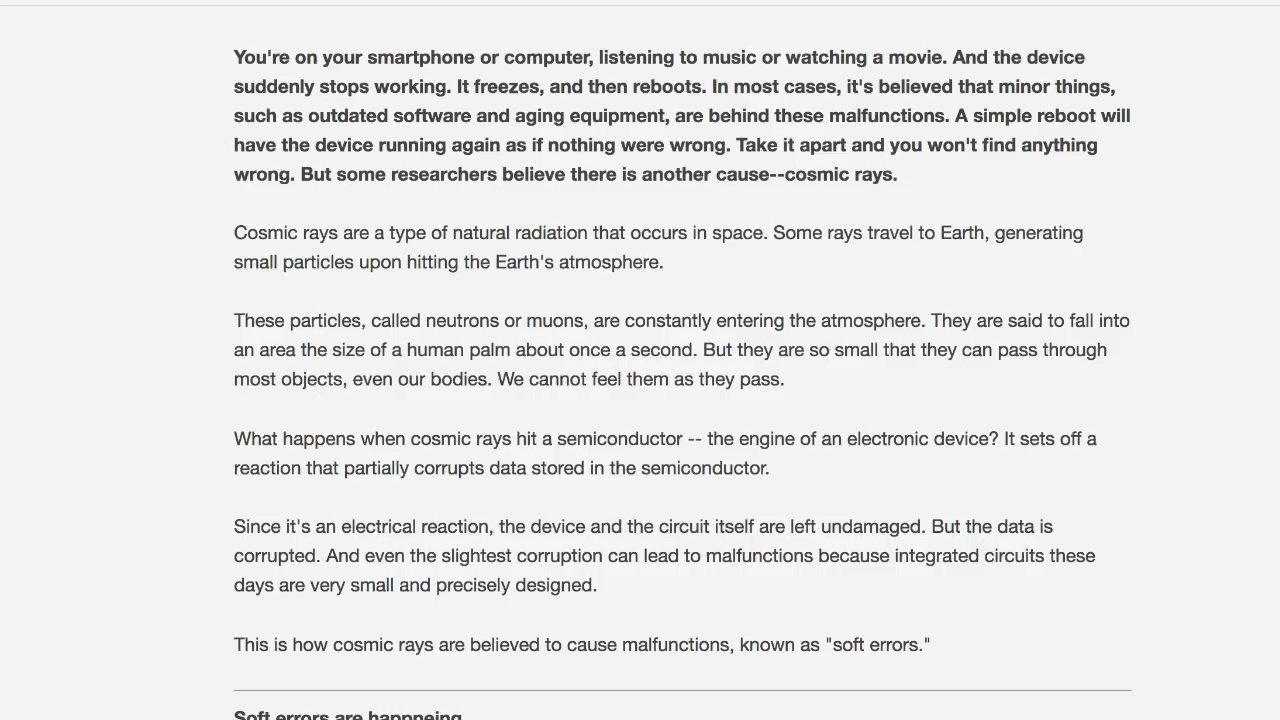 You're on your smartphone or computer, listening to music or watching a movie. And the device
suddenly stops working. It freezes, and then reboots. In most cases, it's believed that minor things,
such as outdated software and aging equipment, are behind these malfunctions. A simple reboot will
have the device running again as if nothing were wrong. Take it apart and you won't find anything
wrong. But some researchers believe there is another cause--cosmic rays.
Cosmic rays are a type of natural radiation that occurs in space. Some rays travel to Earth, generating
small particles upon hitting the Earth's atmosphere.
These particles, called neutrons or muons, are constantly entering the atmosphere. They are said to fall into
an area the size of a human palm about once a second. But they are so small that they can pass through
most objects, even our bodies. We cannot feel them as they pass.
What happens when cosmic rays hit a semiconductor -- the engine of an electronic device? It sets off a
reaction that partially corrupts data stored in the semiconductor.
Since it's an electrical reaction, the device and the circuit itself are left undamaged. But the data is
corrupted. And even the slightest corruption can lead to malfunctions because integrated circuits these
days are very small and precisely designed.
This is how cosmic rays are believed to cause malfunctions, known as "soft errors."
Soft errors are happneing